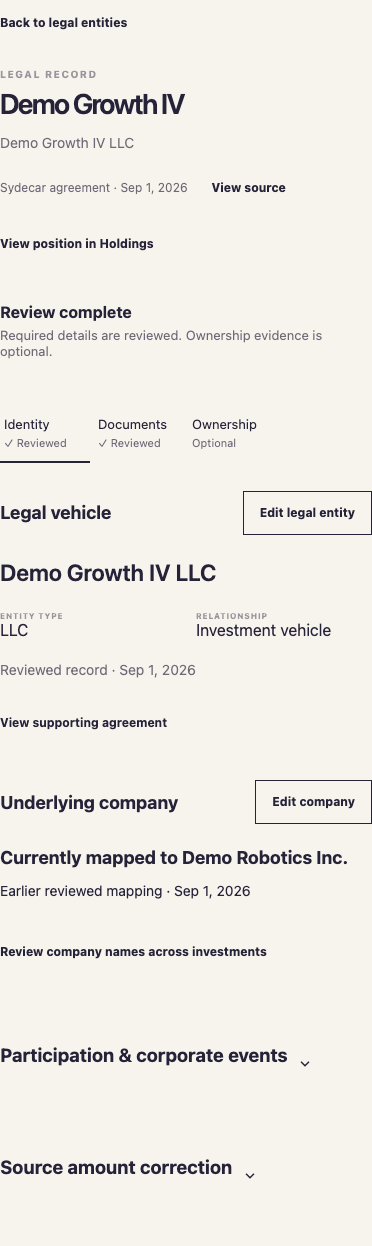 Back to legal entities
LEGAL RECORD
Demo Growth IV
Demo Growth IV LLC
Sydecar agreement · Sep 1, 2026 View source
View position in Holdings
Review complete
Required details are reviewed. Ownership evidence is
optional.
Identity Documents Ownership
✓ Reviewed ✓ Reviewed Optional
Legal vehicle Edit legal entity
Demo Growth IV LLC
ENTITY TYPE RELATIONSHIP
LLC Investment vehicle
Reviewed record · Sep 1, 2026
View supporting agreement
Underlying company Edit company
Currently mapped to Demo Robotics Inc.
Earlier reviewed mapping · Sep 1, 2026
Review company names across investments
Participation & corporate events
Source amount correction